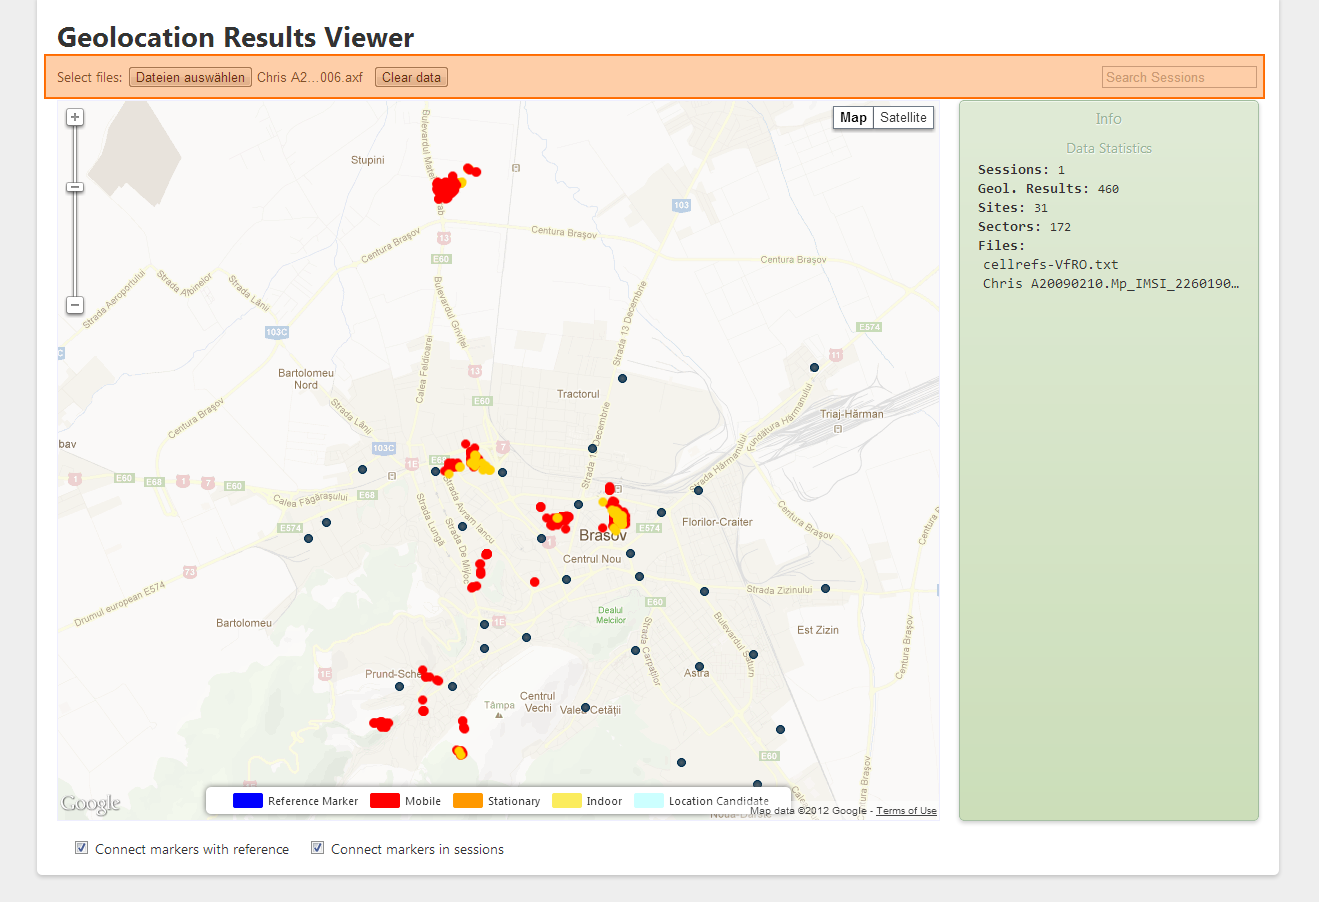 Geolocation Results Viewer
Select files: Dateien auswählen Chris A2...006.axf Clear data
Search Sessions
Map Satellite
Info
Data Statistics
Sessions: 1
Geol. Results: 460
Sites: 31
Sectors: 172
Files:
cellrefs-VfRO.txt
Chris A20090210.Mp_IMSI_2260190...
Stupini
Bulevardul Mate
ab
103
Centura Brașov
13
Centura Brașov
E60
Centura Brașov
Strada Aeroportului
Strada Albinelor
Strada Lânii
Bulevardul Griviței
Strada 13 Decembrie
103C
C
E574
11
Calea Feldioarei
13
Bartolomeu
Nord
Tractorul
E60
Strada Lânii
Centura Brașov
Triaj-Hărman
Fundătura Hărmanului
Strada Hărmanului
bav
103C
7
1E
1
E60
E68
1
7
E60
E68
Calea Făgărașului
E574
Strada Lungă
Strada Avram Iancu
Strada De Mijloc
Florilor-Craiter
Centura Brașov
Centura Brașov
E574
Brașov
1
Centrul Nou
73
Drumul european E574
Strada Zizinului
E60
Dealul
Melcilor
1E
Bartolomeu
Est Zizin
Strada Carpaților
Bulevardul Saturn
Centura Brașov
1E
Prund-Sche
Astra
Centrul
Vechi
Tâmpa
Valea Cetății
E60
Centura Brașov
Google
Reference Marker Mobile Stationary Indoor Location Candidate
Map data ©2012 Google - Terms of Use
Connect markers with reference Connect markers in sessions